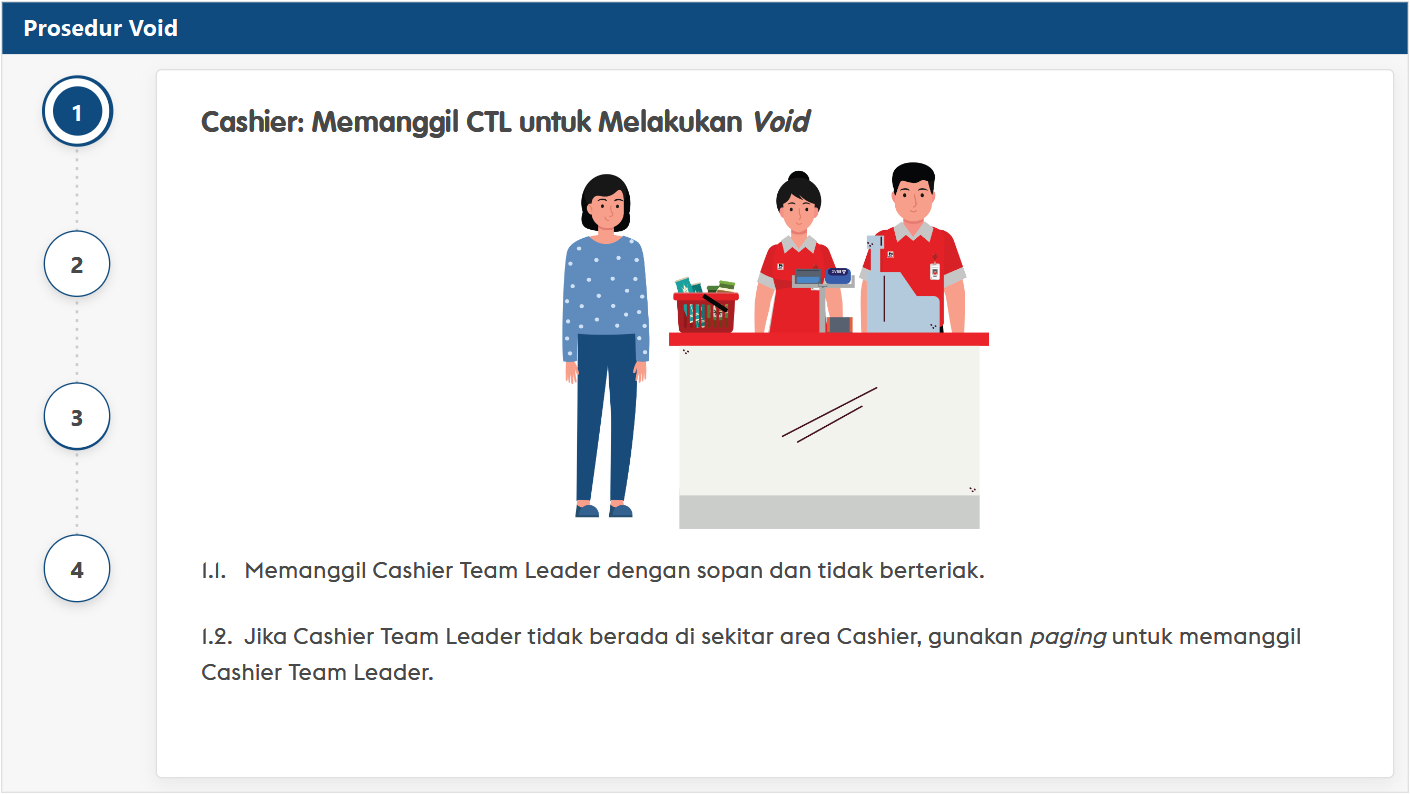 Prosedur Void
1
Cashier: Memanggil CTL untuk Melakukan Void
2
3
4
1.1. Memanggil Cashier Team Leader dengan sopan dan tidak berteriak.
1.2. Jika Cashier Team Leader tidak berada di sekitar area Cashier, gunakan paging untuk memanggil
Cashier Team Leader.